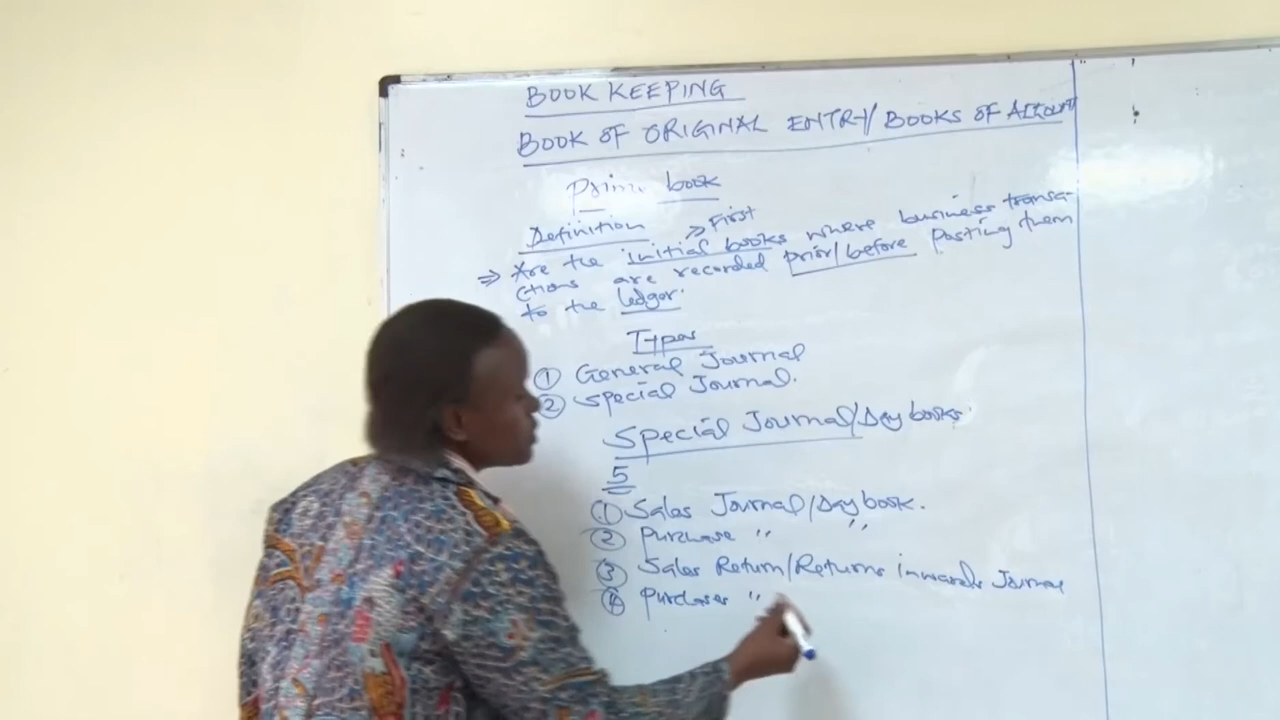 BOOK KEEPING
BOOK OF ORIGINAL ENTRY/BOOKS OF ACCOUNT
Prime book
Definition
⇒ First
⇒ Are the initial books where business transa-
ctions are recorded prior/before posting them
to the ledger.
Types
① General Journal
② Special Journal.
Special Journal/Day books.
5
① Sales Journal/Day book.
② Purchase " "
③ Sales Return/Returns inwards Journal
④ Purchases "